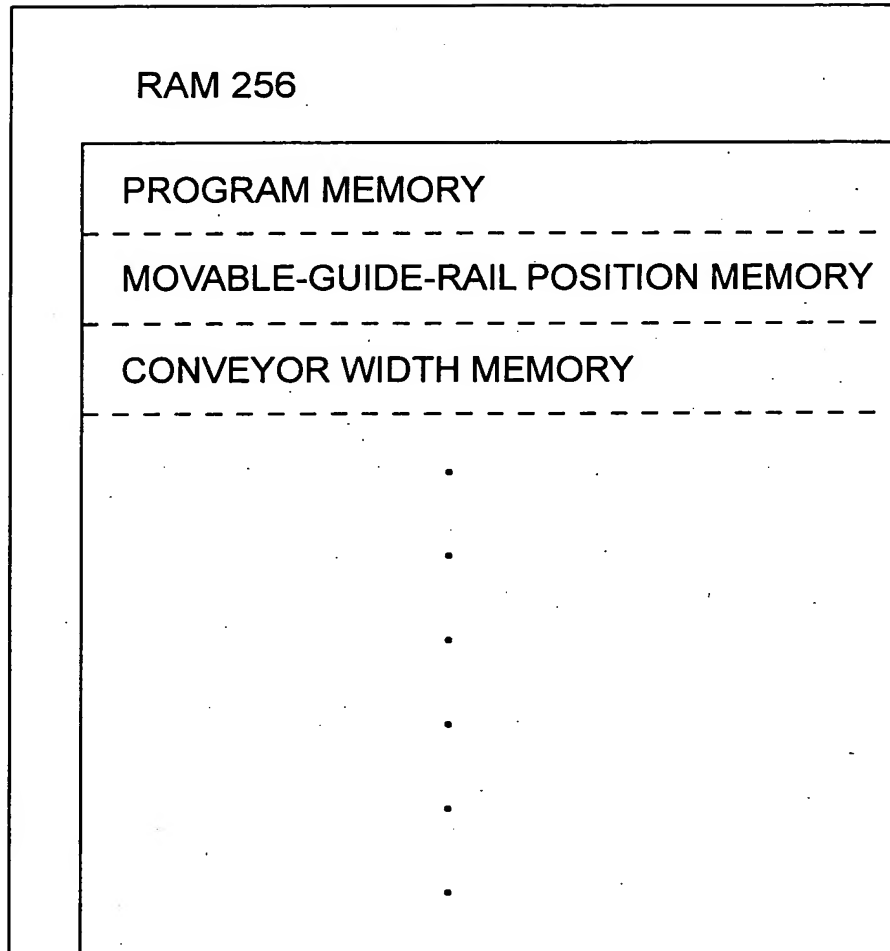 RAM 256
PROGRAM MEMORY
MOVABLE-GUIDE-RAIL POSITION MEMORY
CONVEYOR WIDTH MEMORY